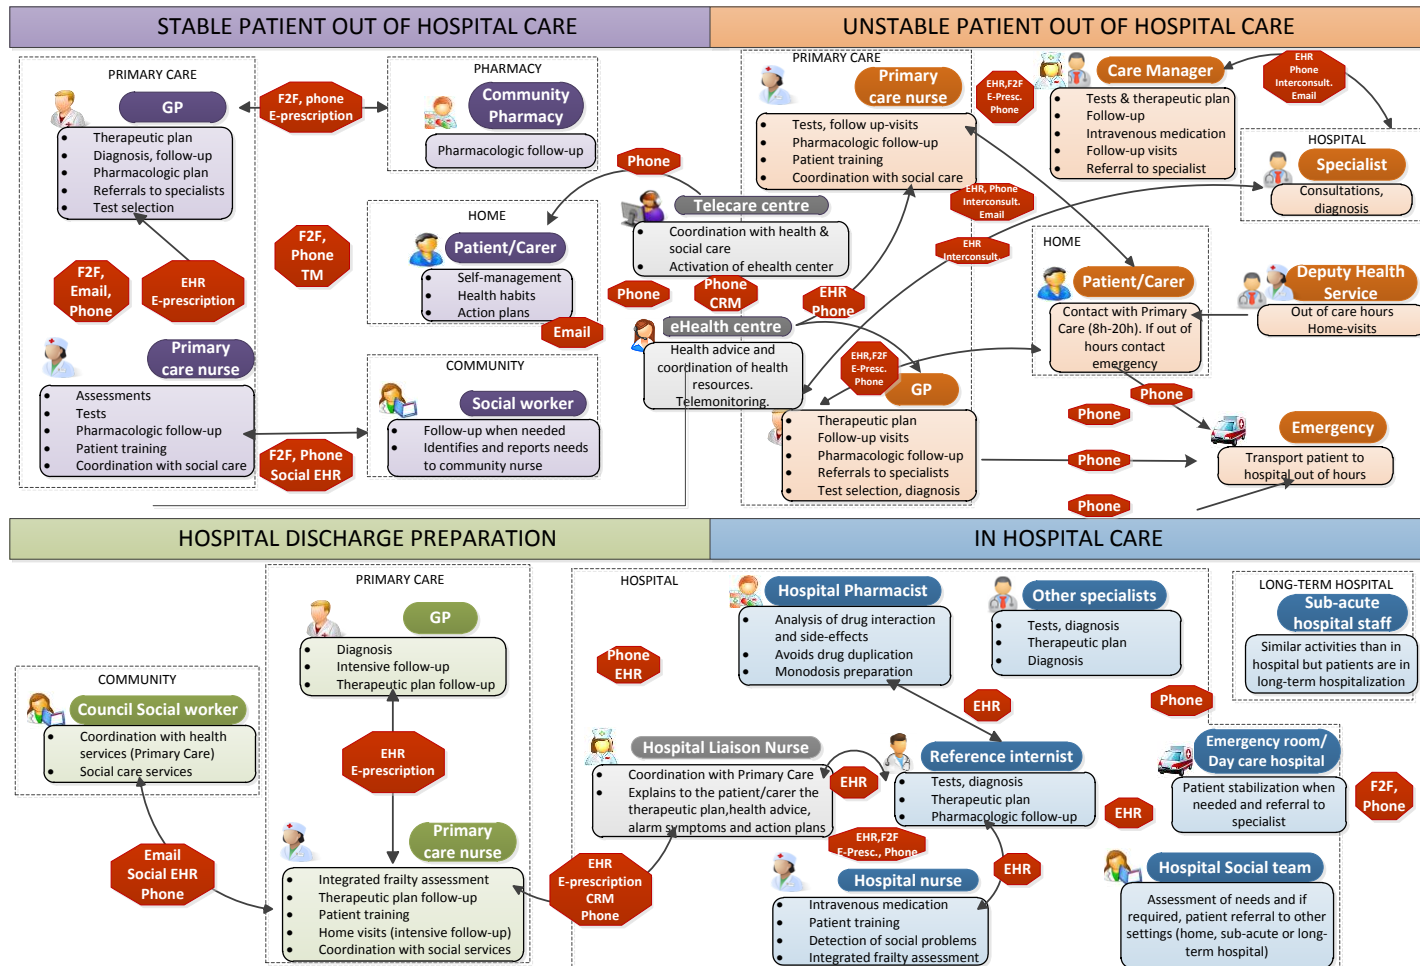 STABLE PATIENT OUT OF HOSPITAL CARE
UNSTABLE PATIENT OUT OF HOSPITAL CARE
PRIMARY CARE
GP
• Therapeutic plan
• Diagnosis, follow-up
• Pharmacologic plan
• Referrals to specialists
• Test selection
F2F, phone
E-prescription
PHARMACY
Community
Pharmacy
Pharmacologic follow-up
F2F,
Email,
Phone
EHR
E-prescription
F2F,
Phone
TM
HOME
Patient/Carer
• Self-management
• Health habits
• Action plans
Email
Primary
care nurse
• Assessments
• Tests
• Pharmacologic follow-up
• Patient training
• Coordination with social care
F2F, Phone
Social EHR
COMMUNITY
Social worker
• Follow-up when needed
• Identifies and reports needs
to community nurse
Phone
Telecare centre
• Coordination with health &
social care
• Activation of ehealth center
Phone
Phone
CRM
EHR
Phone
eHealth centre
Health advice and
coordination of health
resources.
Telemonitoring.
PRIMARY CARE
Primary
care nurse
• Tests, follow up-visits
• Pharmacologic follow-up
• Patient training
• Coordination with social care
EHR,F2F
E-Presc.
Phone
Care Manager
• Tests & therapeutic plan
• Follow-up
• Intravenous medication
• Follow-up visits
• Referral to specialist
EHR
Phone
Interconsult.
Email
HOSPITAL
Specialist
Consultations,
diagnosis
EHR, Phone
Interconsult.
Email
EHR
Interconsult.
HOME
Patient/Carer
Contact with Primary
Care (8h-20h). If out of
hours contact
emergency
Deputy Health
Service
Out of care hours
Home-visits
EHR,F2F
E-Presc.
Phone
GP
• Therapeutic plan
• Follow-up visits
• Pharmacologic follow-up
• Referrals to specialists
• Test selection, diagnosis
Phone
Phone
Phone
Phone
Emergency
Transport patient to
hospital out of hours
HOSPITAL DISCHARGE PREPARATION
IN HOSPITAL CARE
PRIMARY CARE
GP
• Diagnosis
• Intensive follow-up
• Therapeutic plan follow-up
COMMUNITY
Council Social worker
• Coordination with health
services (Primary Care)
• Social care services
EHR
E-prescription
Email
Social EHR
Phone
Primary
care nurse
• Integrated frailty assessment
• Therapeutic plan follow-up
• Patient training
• Home visits (intensive follow-up)
• Coordination with social services
EHR
E-prescription
CRM
Phone
HOSPITAL
Phone
EHR
Hospital Pharmacist
• Analysis of drug interaction
and side-effects
• Avoids drug duplication
• Monodosis preparation
Other specialists
• Tests, diagnosis
• Therapeutic plan
• Diagnosis
LONG-TERM HOSPITAL
Sub-acute
hospital staff
Similar activities than in
hospital but patients are in
long-term hospitalization
EHR
Phone
Hospital Liaison Nurse
• Coordination with Primary Care
• Explains to the patient/carer the
therapeutic plan,health advice,
alarm symptoms and action plans
EHR
Reference internist
• Tests, diagnosis
• Therapeutic plan
• Pharmacologic follow-up
Emergency room/
Day care hospital
Patient stabilization when
needed and referral to
specialist
EHR
F2F,
Phone
EHR,F2F
E-Presc., Phone
EHR
Hospital nurse
• Intravenous medication
• Patient training
• Detection of social problems
• Integrated frailty assessment
Hospital Social team
Assessment of needs and if
required, patient referral to other
settings (home, sub-acute or long-
term hospital)